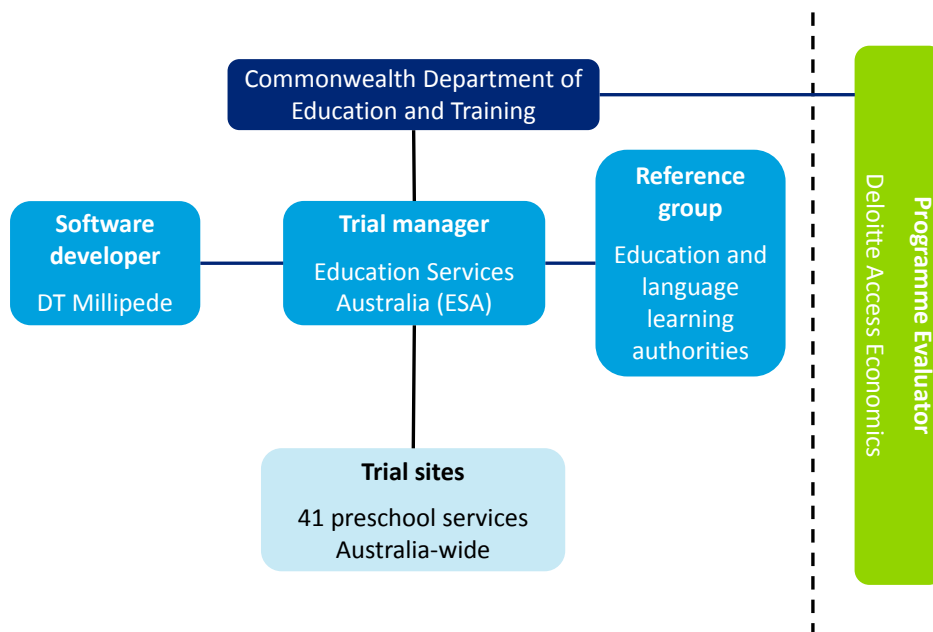 Commonwealth Department of
Education and Training
Software
developer
DT Millipede
Trial manager
Education Services
Australia (ESA)
Reference
group
Education and
language
learning
authorities
Trial sites
41 preschool services
Australia-wide
Programme Evaluator
Deloitte Access Economics